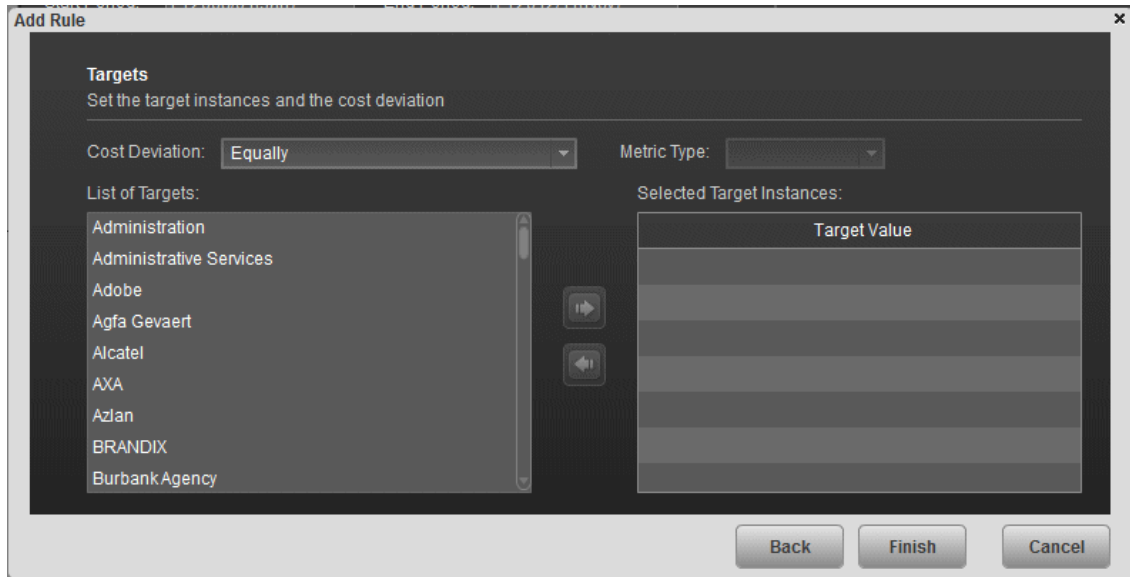 Add Rule
Targets
Set the target instances and the cost deviation
Cost Deviation: Equally Metric Type:
List of Targets: Selected Target Instances:
Administration
Target Value
Administrative Services
Adobe
Agfa Gevaert
Alcatel
AXA
Azlan
BRANDIX
Burbank Agency
Back Finish Cancel